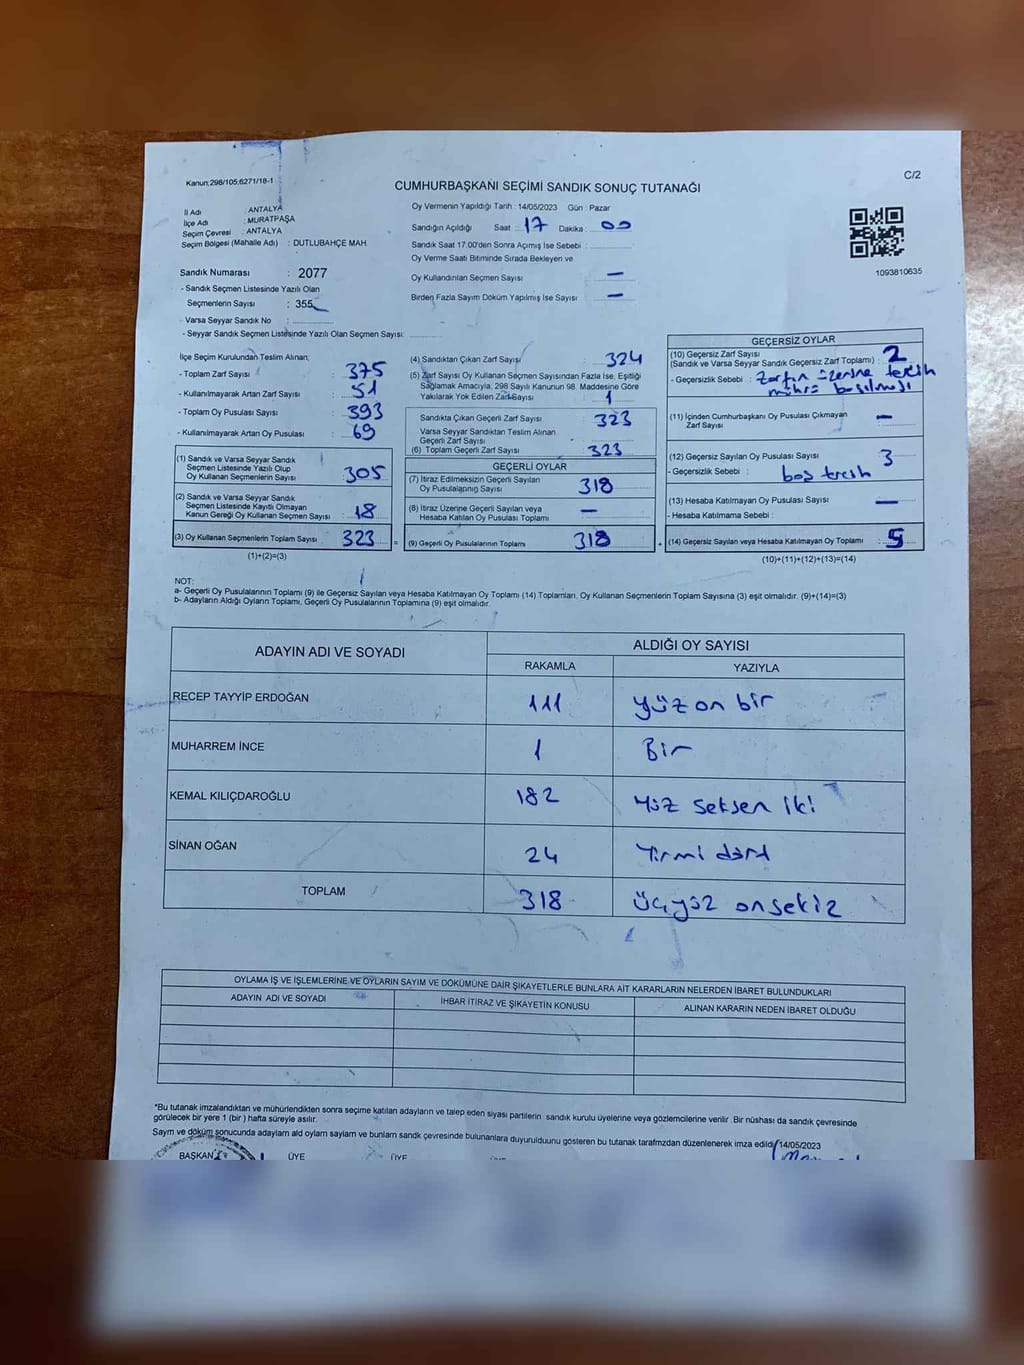 Kanun:298/105;6271/18-1
C/2
CUMHURBAŞKANI SEÇİMİ SANDIK SONUÇ TUTANAĞI
İl Adı : ANTALYA
İlçe Adı : MURATPAŞA
Seçim Çevresi : ANTALYA
Seçim Bölgesi (Mahalle Adı) : DUTLUBAHÇE MAH.
Sandık Numarası : 2077
- Sandık Seçmen Listesinde Yazılı Olan
Seçmenlerin Sayısı : 355
- Varsa Seyyar Sandık No :
- Seyyar Sandık Seçmen Listesinde Yazılı Olan Seçmen Sayısı:
Oy Vermenin Yapıldığı Tarih : 14/05/2023 Gün : Pazar
Sandığın Açıldığı Saat : 17 Dakika : 00
Sandık Saat 17:00'den Sonra Açımış İse Sebebi :
Oy Verme Saati Bitiminde Sırada Bekleyen ve
Oy Kullandırılan Seçmen Sayısı : —
Birden Fazla Sayım Döküm Yapılmış İse Sayısı : —
1093810635
İlçe Seçim Kurulundan Teslim Alınan;
- Toplam Zarf Sayısı : 375
- Kullanılmayarak Artan Zarf Sayısı : 51
- Toplam Oy Pusulası Sayısı : 393
- Kullanılmayarak Artan Oy Pusulası : 69
(1) Sandık ve Varsa Seyyar Sandık
Seçmen Listesinde Yazılı Olup
Oy Kullanan Seçmenlerin Sayısı : 305
(2) Sandık ve Varsa Seyyar Sandık
Seçmen Listesinde Kayıtlı Olmayan
Kanun Gereği Oy Kullanan Seçmen Sayısı : 18
(3) Oy Kullanan Seçmenlerin Toplam Sayısı : 323 =
(1)+(2)=(3)
(4) Sandıktan Çıkan Zarf Sayısı : 324
(5) Zarf Sayısı Oy Kullanan Seçmen Sayısından Fazla İse, Eşitliği
Sağlamak Amacıyla, 298 Sayılı Kanunun 98. Maddesine Göre
Yakılarak Yok Edilen Zarf Sayısı : 1
Sandıkta Çıkan Geçerli Zarf Sayısı : 323
Varsa Seyyar Sandıktan Teslim Alınan
Geçerli Zarf Sayısı :
(6) Toplam Geçerli Zarf Sayısı : 323
GEÇERLİ OYLAR
(7) İtiraz Edilmeksizin Geçerli Sayılan
Oy Pusulalarının Sayısı : 318
(8) İtiraz Üzerine Geçerli Sayılan veya
Hesaba Katılan Oy Pusulası Toplamı : —
(9) Geçerli Oy Pusulalarının Toplamı : 318 +
GEÇERSİZ OYLAR
(10) Geçersiz Zarf Sayısı
(Sandık ve Varsa Seyyar Sandık Geçersiz Zarf Toplamı) : 2
- Geçersizlik Sebebi : Zarfın üzerine tercih
mührü basılmışı
(11) İçinden Cumhurbaşkanı Oy Pusulası Çıkmayan
Zarf Sayısı : —
(12) Geçersiz Sayılan Oy Pusulası Sayısı : 3
- Geçersizlik Sebebi : boş tercih
(13) Hesaba Katılmayan Oy Pusulası Sayısı : —
- Hesaba Katılmama Sebebi :
(14) Geçersiz Sayılan veya Hesaba Katılmayan Oy Toplamı : 5
(10)+(11)+(12)+(13)=(14)
NOT:
a- Geçerli Oy Pusulalarının Toplamı (9) ile Geçersiz Sayılan veya Hesaba Katılmayan Oy Toplamı (14) Toplamları, Oy Kullanan Seçmenlerin Toplam Sayısına (3) eşit olmalıdır. (9)+(14)=(3)
b- Adayların Aldığı Oyların Toplamı, Geçerli Oy Pusulalarının Toplamına (9) eşit olmalıdır.
ADAYIN ADI VE SOYADI
ALDIĞI OY SAYISI
RAKAMLA YAZIYLA
RECEP TAYYİP ERDOĞAN 111 yüz on bir
MUHARREM İNCE 1 Bir
KEMAL KILIÇDAROĞLU 182 Yüz seksen iki
SİNAN OĞAN 24 Yirmi dört
TOPLAM 318 üçyüz onsekiz
OYLAMA İŞ VE İŞLEMLERİNE VE OYLARIN SAYIM VE DÖKÜMÜNE DAİR ŞİKAYETLERLE BUNLARA AİT KARARLARIN NELERDEN İBARET BULUNDUKLARI
ADAYIN ADI VE SOYADI İHBAR İTİRAZ VE ŞİKAYETİN KONUSU ALINAN KARARIN NEDEN İBARET OLDUĞU
*Bu tutanak imzalandıktan ve mühürlendikten sonra seçime katılan adayların ve talep eden siyasi partilerin sandık kurulu üyelerine veya gözlemcilerine verilir. Bir nüshası da sandık çevresinde
görülecek bir yere 1 (bir) hafta süreyle asılır.
Sayım ve döküm sonucunda adayların ald oyların sayılam ve bunlarn sandk çevresinde bulunanlara duyurulduunu gösteren bu tutanak tarafmzdan düzenlenerek imza edildi 14/05/2023
BAŞKAN ÜYE ÜYE